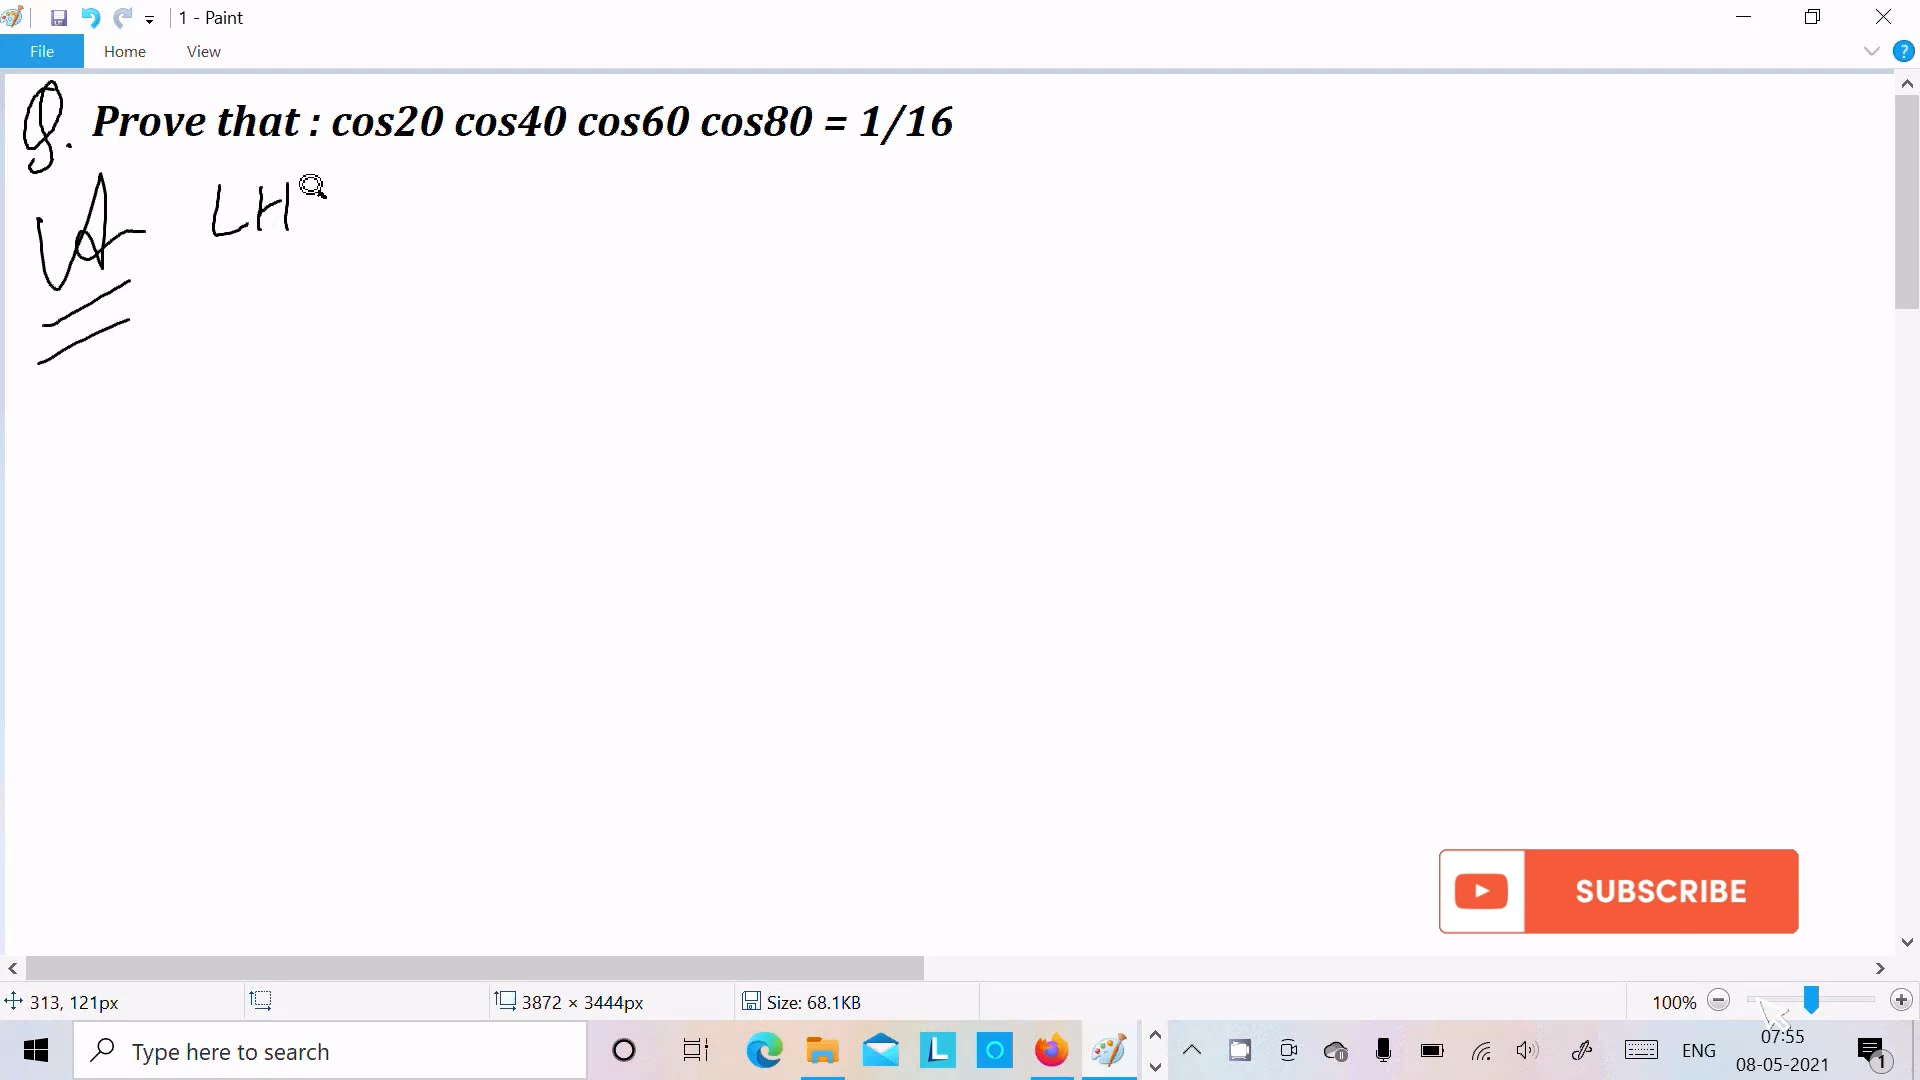 1 - Paint
File Home View ?
Q. Prove that : cos20 cos40 cos60 cos80 = 1/16
LH
SUBSCRIBE
313, 121px 3872 × 3444px Size: 68.1KB 100%
Type here to search L ENG 07:55
08-05-2021 1